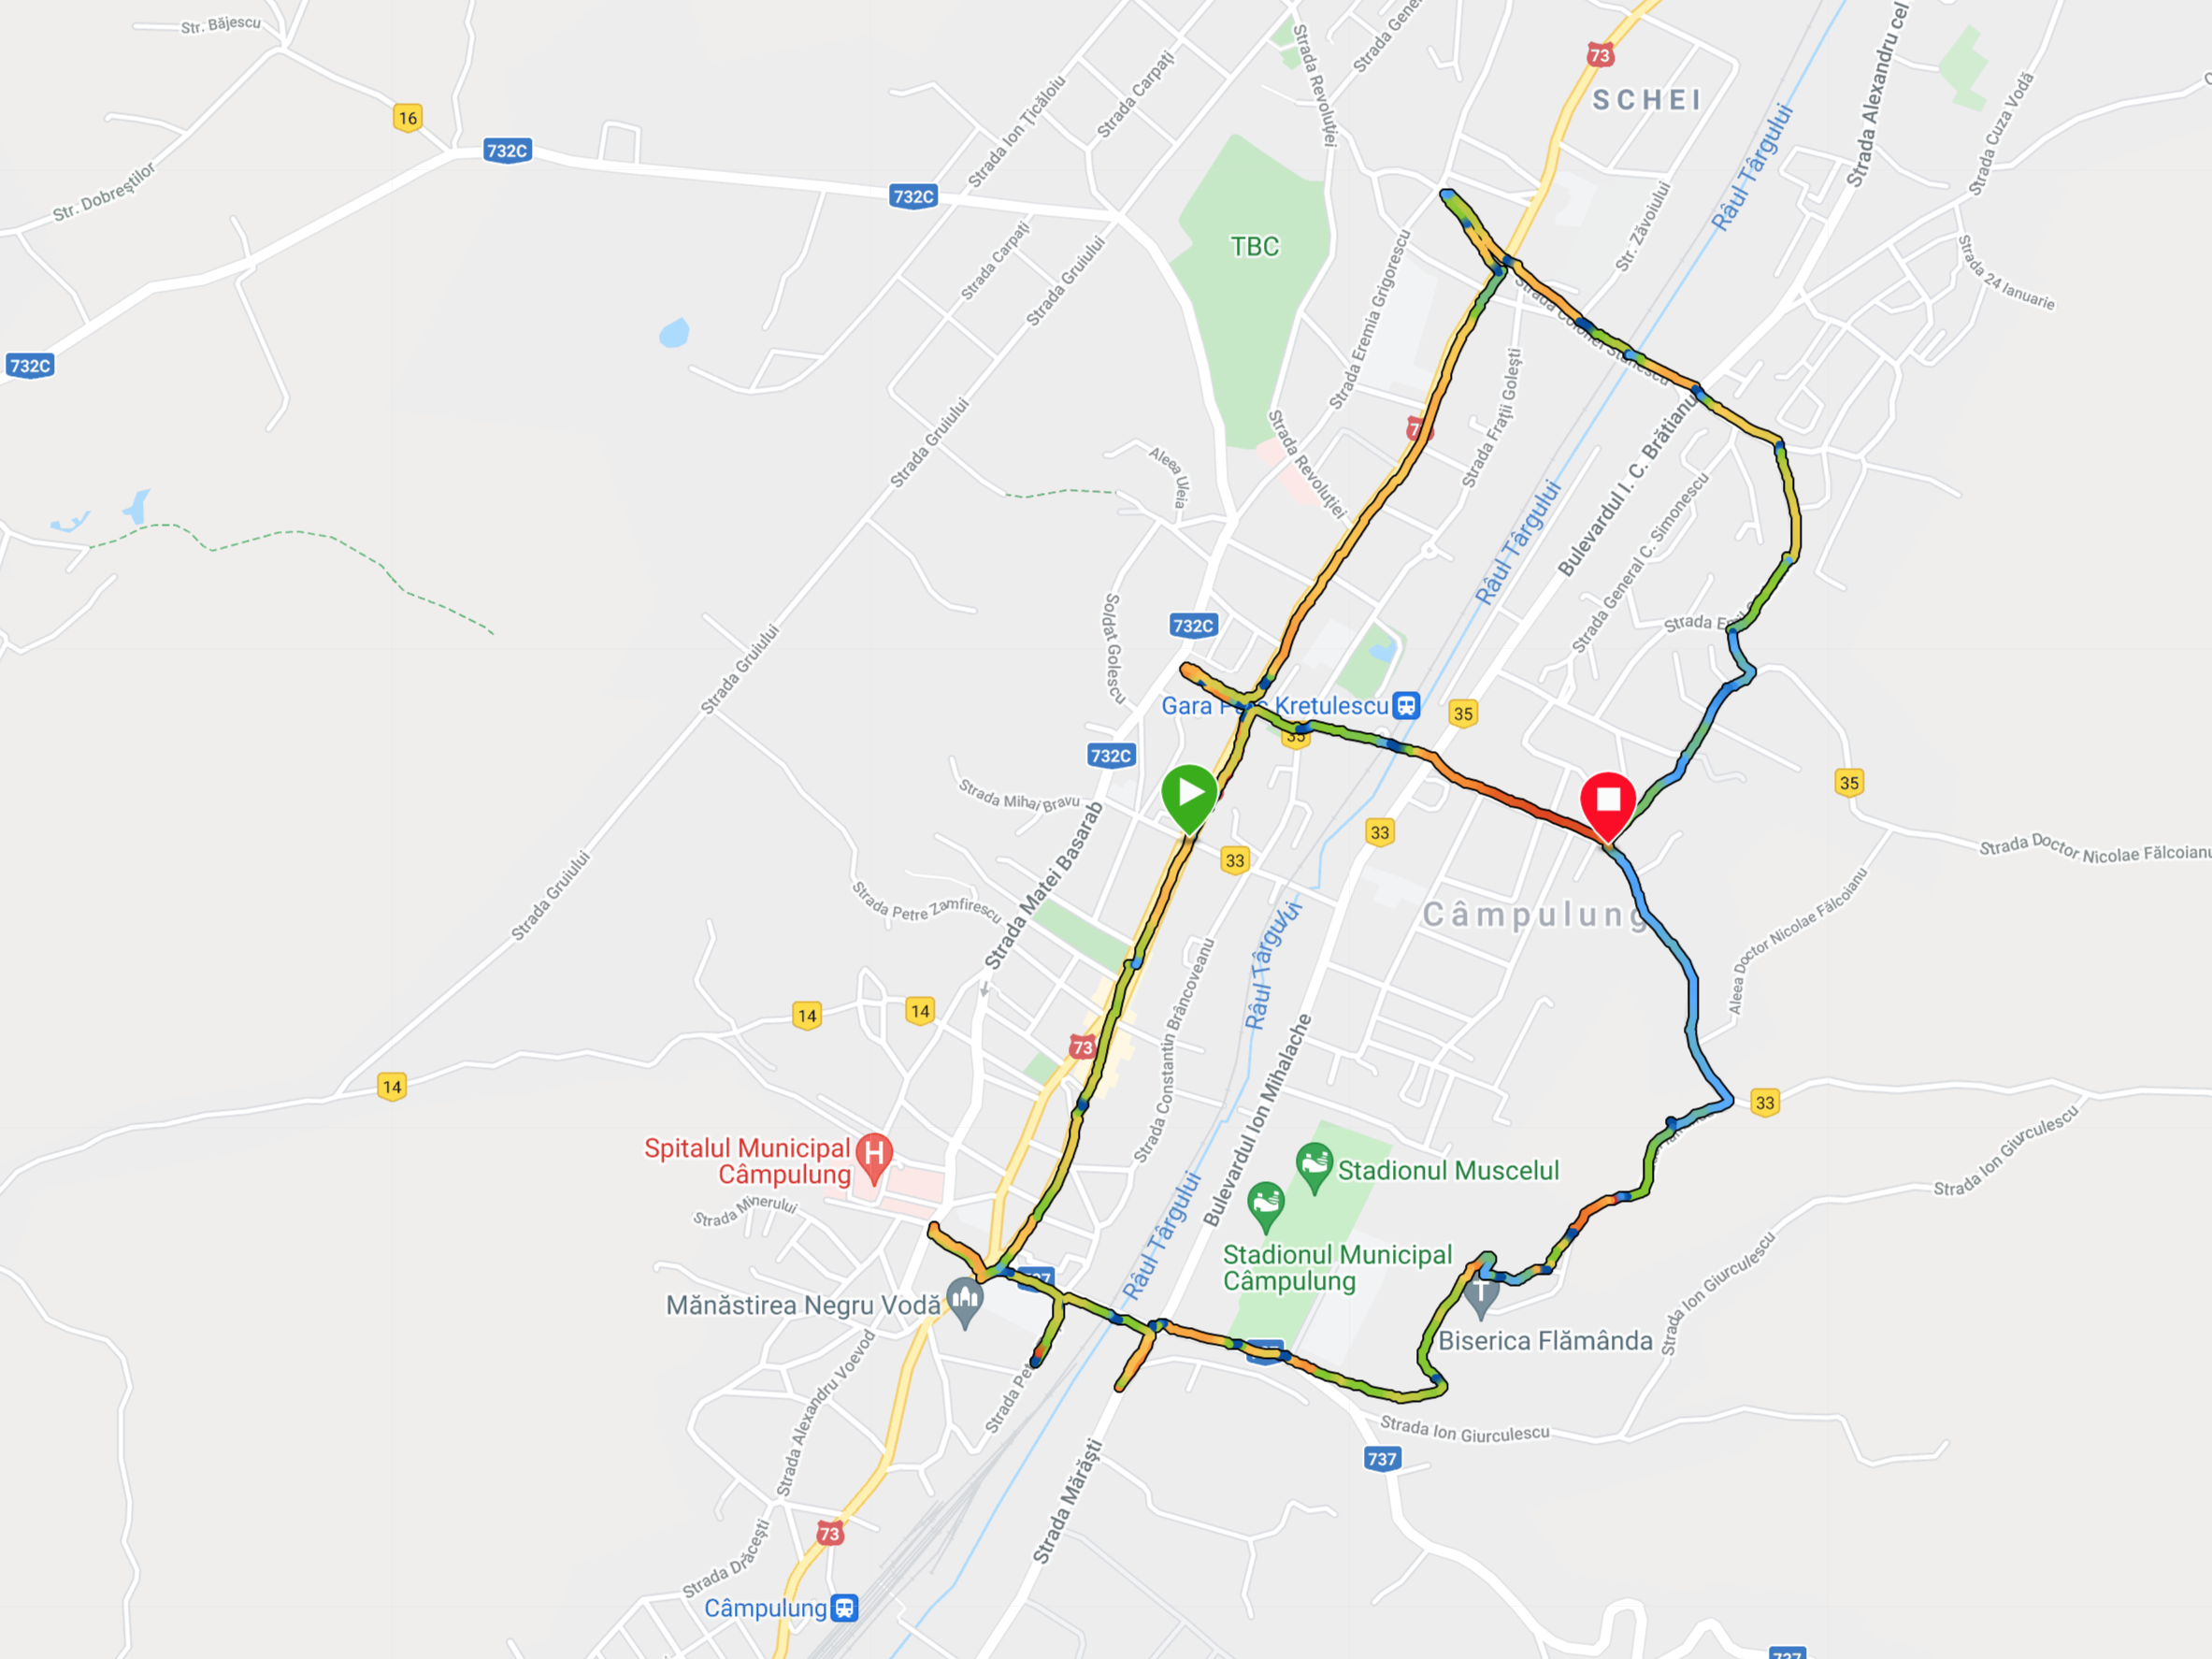 Str. Băjescu
16
732C
Str. Dobreștilor
732C
732C
Strada Ion Țicăloiu
Strada Carpați
Strada Revoluției
73
SCHEI
Strada Alexandru cel
Strada Cuza Vodă
Râul Târgului
TBC
Strada Carpați
Strada Gruiului
Strada Eremia Grigorescu
Str. Zăvoiului
Strada 24 Ianuarie
Strada Frații Golești
Strada Gruiului
Aleea Uleia
Strada Revoluției
Bulevardul I. C. Brătianu
Strada General C. Simonescu
Râul Târgului
Soldat Golescu
732C
Strada Gruiului
Gara Parc Kretulescu
35
35
732C
35
Strada Mihai Bravu
33
33
Strada Doctor Nicolae Fălcoianu
Strada Gruiului
Strada Petre Zamfirescu
Strada Matei Basarab
Câmpulung
Aleea Doctor Nicolae Fălcoianu
Râul Târgului
Strada Constantin Brâncoveanu
14
14
73
14
33
Bulevardul Ion Mihalache
Spitalul Municipal
Câmpulung
H
Stadionul Muscelul
Strada Ion Giurculescu
Strada Minerului
Stadionul Municipal
Câmpulung
Râul Târgului
Strada Ion Giurculescu
Mănăstirea Negru Vodă
Biserica Flămânda
Strada Alexandru Voevod
Strada Ion Giurculescu
737
Strada Mărăști
73
Strada Drăcești
Câmpulung
737